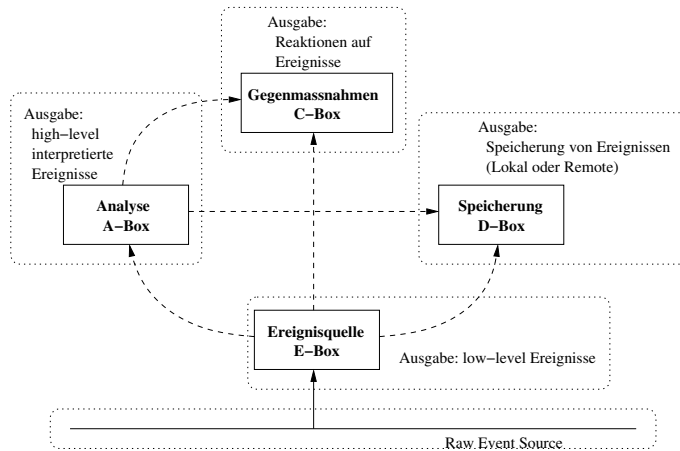 Ausgabe:
Reaktionen auf
Ereignisse
Gegenmassnahmen
C−Box
Ausgabe:
high−level
interpretierte
Ereignisse
Analyse
A−Box
Ausgabe:
Speicherung von Ereignissen
(Lokal oder Remote)
Speicherung
D−Box
Ereignisquelle
E−Box
Ausgabe: low−level Ereignisse
Raw Event Source